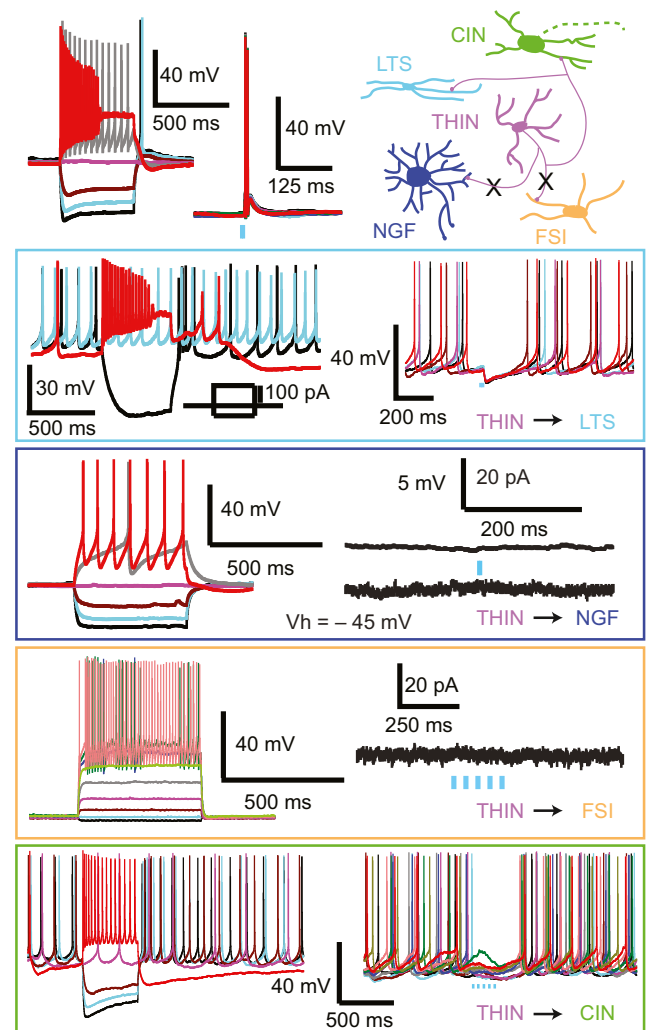 40 mV
500 ms
40 mV
125 ms
CIN
LTS
THIN
X
X
NGF
FSI
30 mV
500 ms
100 pA
40 mV
200 ms
THIN → LTS
40 mV
500 ms
5 mV
20 pA
200 ms
Vh = – 45 mV
THIN → NGF
40 mV
500 ms
20 pA
250 ms
THIN → FSI
40 mV
500 ms
THIN → CIN